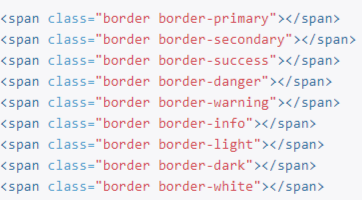 <span class="border border-primary"></span>
<span class="border border-secondary"></span>
<span class="border border-success"></span>
<span class="border border-danger"></span>
<span class="border border-warning"></span>
<span class="border border-info"></span>
<span class="border border-light"></span>
<span class="border border-dark"></span>
<span class="border border-white"></span>